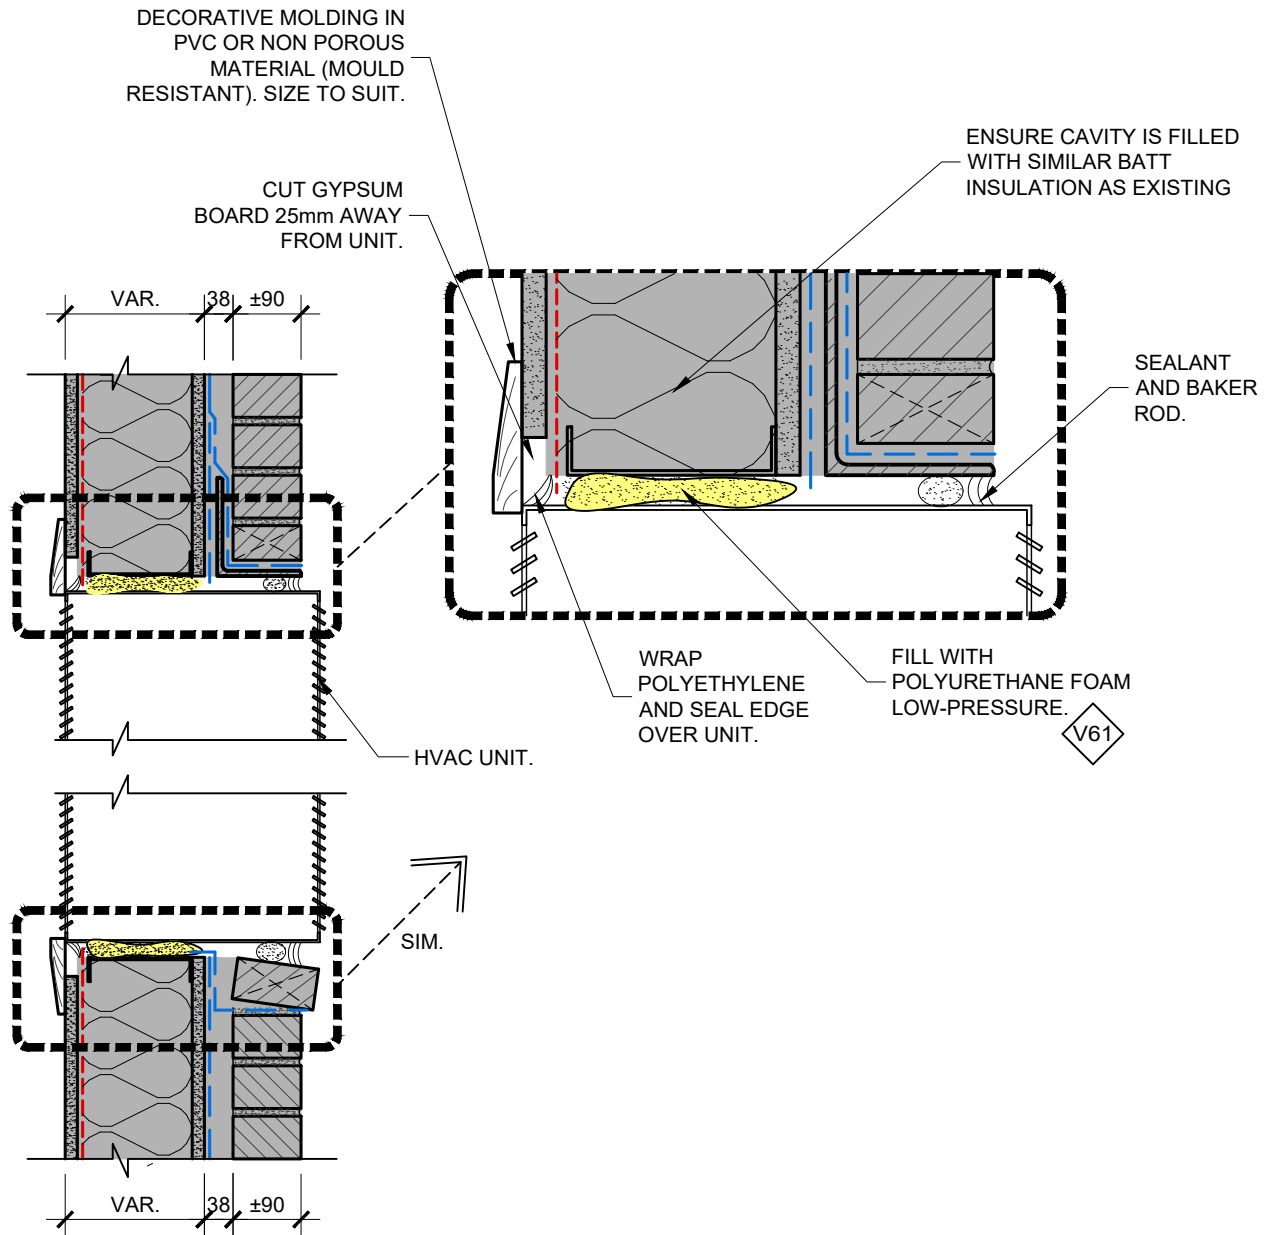 DECORATIVE MOLDING IN
PVC OR NON POROUS
MATERIAL (MOULD
RESISTANT). SIZE TO SUIT.
ENSURE CAVITY IS FILLED
WITH SIMILAR BATT
INSULATION AS EXISTING
CUT GYPSUM
BOARD 25mm AWAY
FROM UNIT.
VAR.
38
±90
SEALANT
AND BAKER
ROD.
WRAP
POLYETHYLENE
AND SEAL EDGE
OVER UNIT.
FILL WITH
POLYURETHANE FOAM
LOW-PRESSURE.
V61
HVAC UNIT.
SIM.
VAR.
38
±90